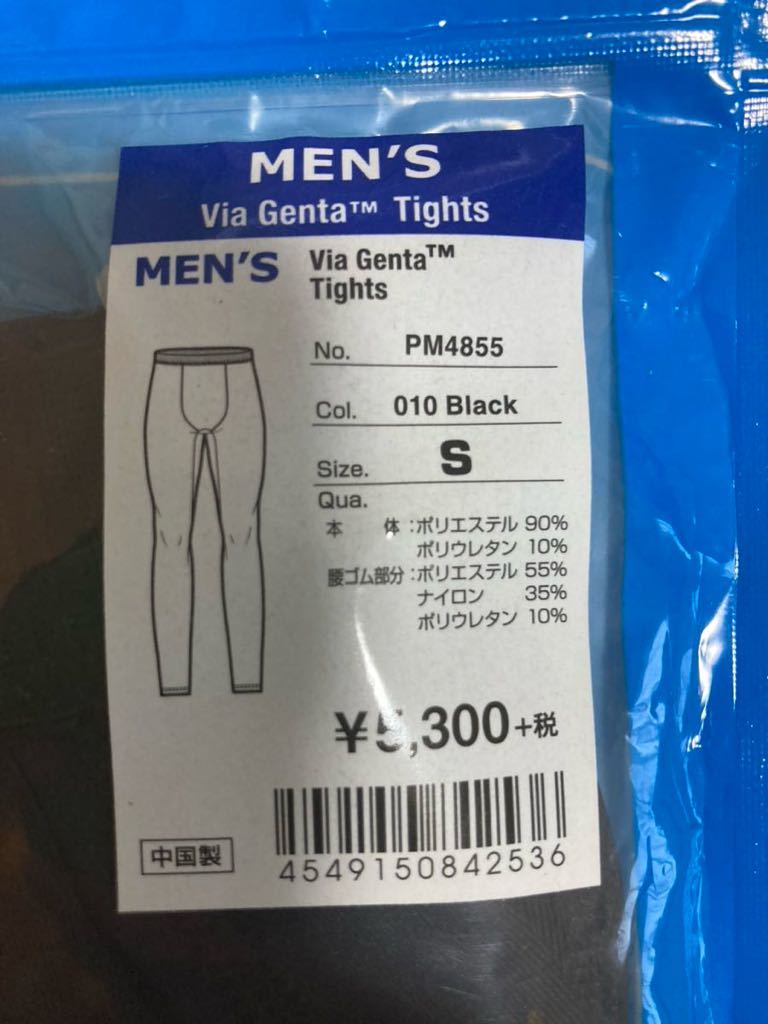 MEN'S
Via Genta™ Tights
MEN'S Via Genta™
Tights
No. PM4855
Col. 010 Black
Size. S
Qua.
本 体:ポリエステル 90%
ポリウレタン 10%
腰ゴム部分:ポリエステル 55%
ナイロン 35%
ポリウレタン 10%
¥5,300+税
中国製
4549150842536